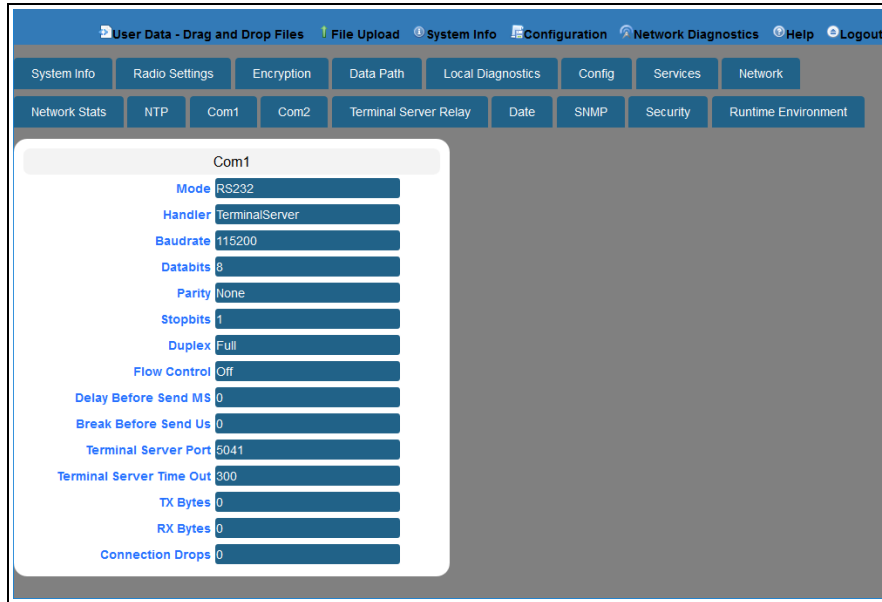 User Data - Drag and Drop Files File Upload System Info Configuration Network Diagnostics Help Logout
System Info Radio Settings Encryption Data Path Local Diagnostics Config Services Network
Network Stats NTP Com1 Com2 Terminal Server Relay Date SNMP Security Runtime Environment
Com1
Mode RS232
Handler TerminalServer
Baudrate 115200
Databits 8
Parity None
Stopbits 1
Duplex Full
Flow Control Off
Delay Before Send MS 0
Break Before Send Us 0
Terminal Server Port 5041
Terminal Server Time Out 300
TX Bytes 0
RX Bytes 0
Connection Drops 0